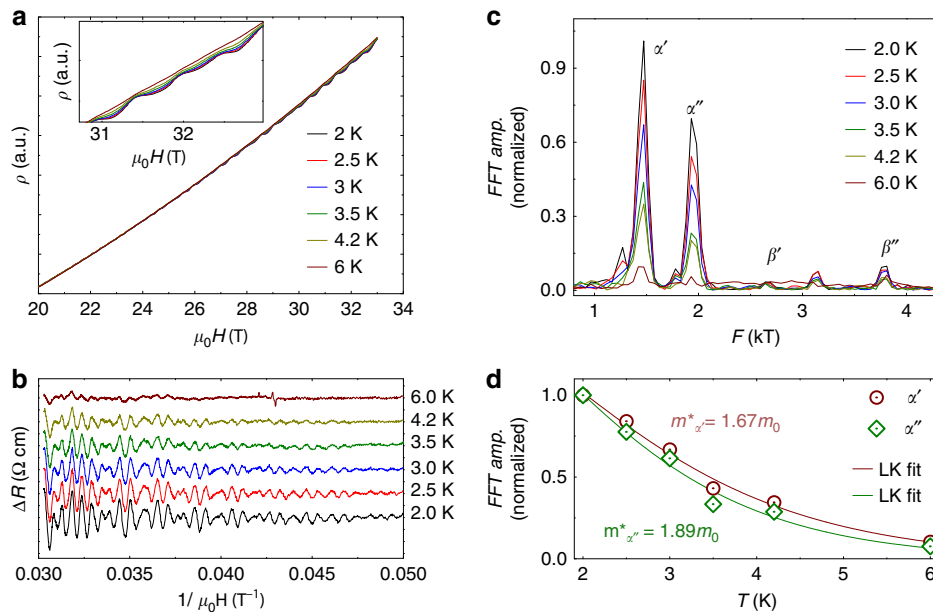 a
ρ (a.u.)
ρ (a.u.)
31
32
μ0H (T)
2 K
2.5 K
3 K
3.5 K
4.2 K
6 K
20 22 24 26 28 30 32 34
μ0H (T)
c
FFT amp.
(normalized)
0.9
0.6
0.3
0.0
α′
α″
β′
β″
2.0 K
2.5 K
3.0 K
3.5 K
4.2 K
6.0 K
1 2 3 4
F (kT)
b
ΔR (Ω cm)
6.0 K
4.2 K
3.5 K
3.0 K
2.5 K
2.0 K
0.030 0.035 0.040 0.045 0.050
1/ μ0H (T⁻¹)
d
FFT amp.
(normalized)
1.0
0.5
0.0
m*α′ = 1.67m0
m*α″ = 1.89m0
α′
α″
LK fit
LK fit
2 3 4 5 6
T (K)